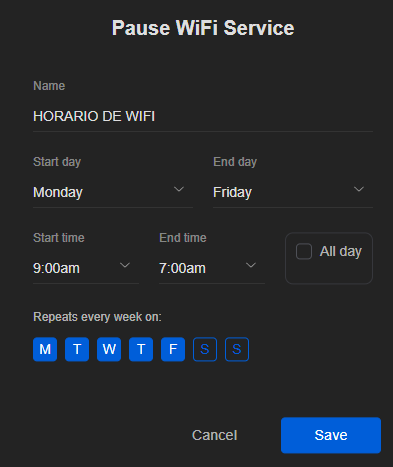 Pause WiFi Service
Name
HORARIO DE WIFI
Start day End day
Monday Friday
Start time End time
All day
9:00am 7:00am
Repeats every week on:
M T W T F S S
Cancel Save